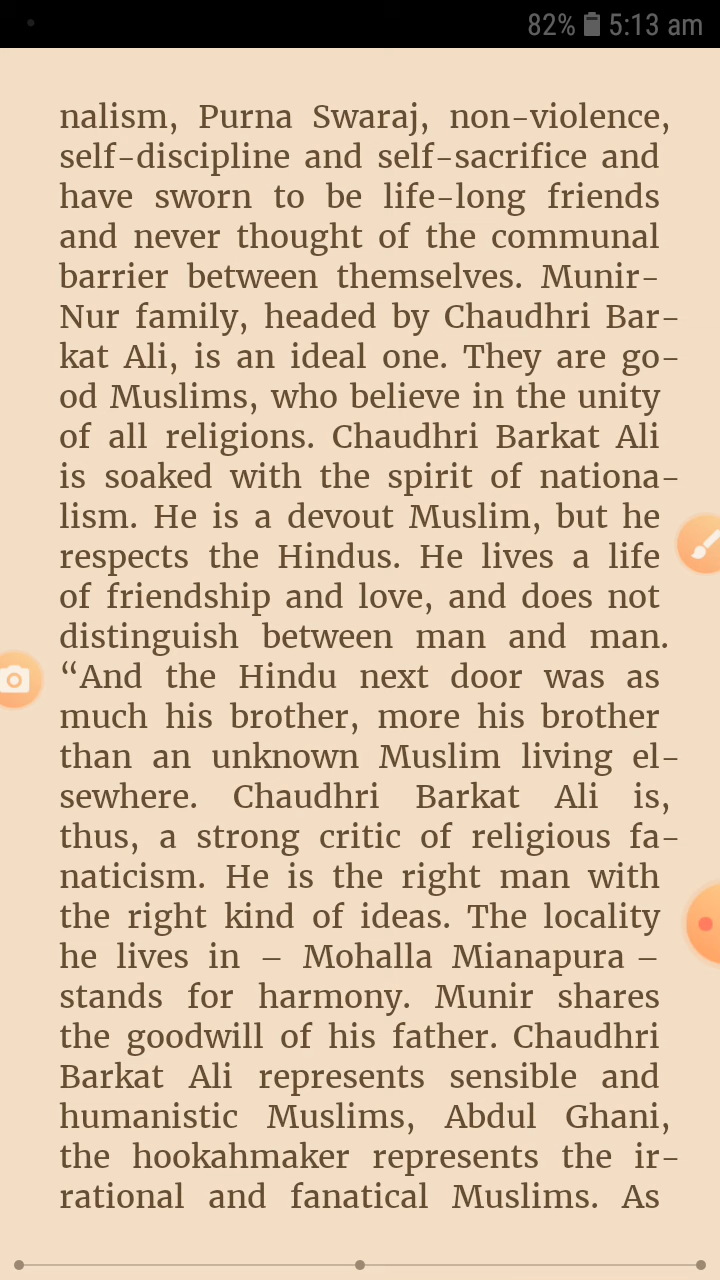 82% 5:13 am
nalism, Purna Swaraj, non-violence,
self-discipline and self-sacrifice and
have sworn to be life-long friends
and never thought of the communal
barrier between themselves. Munir-
Nur family, headed by Chaudhri Bar-
kat Ali, is an ideal one. They are go-
od Muslims, who believe in the unity
of all religions. Chaudhri Barkat Ali
is soaked with the spirit of nationa-
lism. He is a devout Muslim, but he
respects the Hindus. He lives a life
of friendship and love, and does not
distinguish between man and man.
“And the Hindu next door was as
much his brother, more his brother
than an unknown Muslim living el-
sewhere. Chaudhri Barkat Ali is,
thus, a strong critic of religious fa-
naticism. He is the right man with
the right kind of ideas. The locality
he lives in – Mohalla Mianapura –
stands for harmony. Munir shares
the goodwill of his father. Chaudhri
Barkat Ali represents sensible and
humanistic Muslims, Abdul Ghani,
the hookahmaker represents the ir-
rational and fanatical Muslims. As